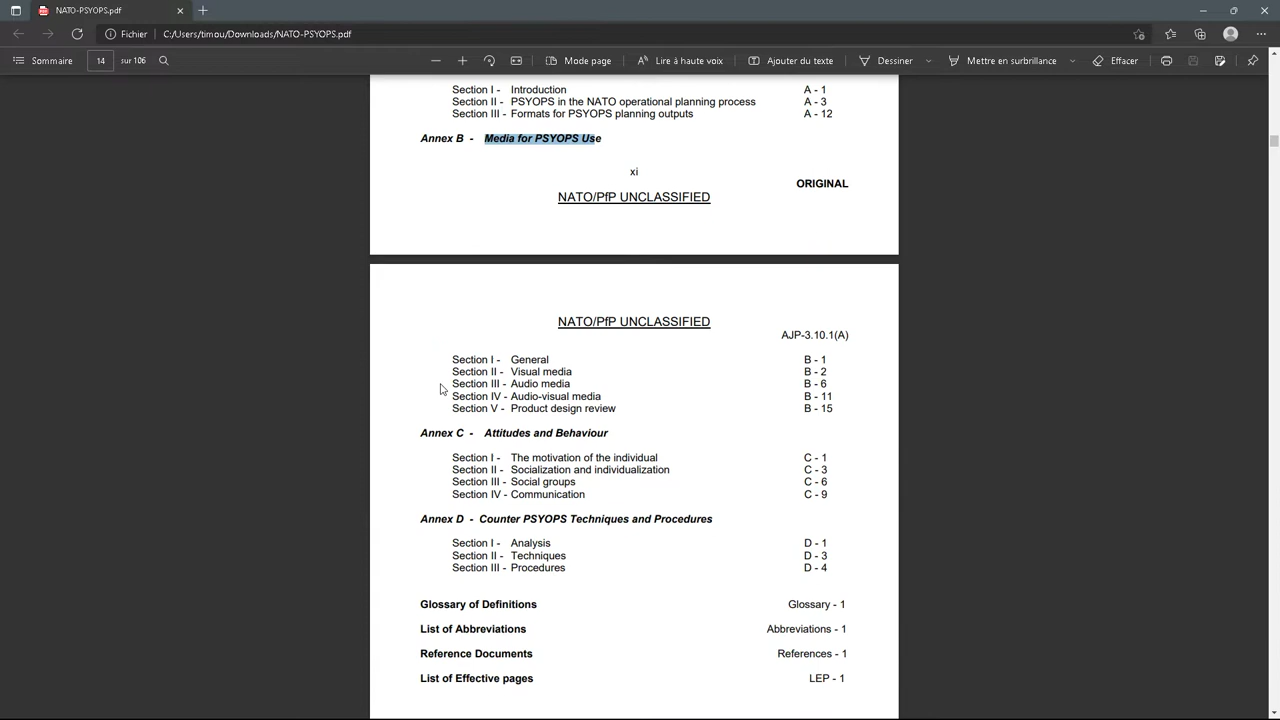 NATO-PSYOPS.pdf
Fichier C:/Users/timou/Downloads/NATO-PSYOPS.pdf
Sommaire 14 sur 106 Mode page Lire à haute voix Ajouter du texte Dessiner Mettre en surbrillance Effacer
Section I - Introduction A - 1
Section II - PSYOPS in the NATO operational planning process A - 3
Section III - Formats for PSYOPS planning outputs A - 12
Annex B - Media for PSYOPS Use
xi
ORIGINAL
NATO/PfP UNCLASSIFIED
NATO/PfP UNCLASSIFIED
AJP-3.10.1(A)
Section I - General B - 1
Section II - Visual media B - 2
Section III - Audio media B - 6
Section IV - Audio-visual media B - 11
Section V - Product design review B - 15
Annex C - Attitudes and Behaviour
Section I - The motivation of the individual C - 1
Section II - Socialization and individualization C - 3
Section III - Social groups C - 6
Section IV - Communication C - 9
Annex D - Counter PSYOPS Techniques and Procedures
Section I - Analysis D - 1
Section II - Techniques D - 3
Section III - Procedures D - 4
Glossary of Definitions Glossary - 1
List of Abbreviations Abbreviations - 1
Reference Documents References - 1
List of Effective pages LEP - 1